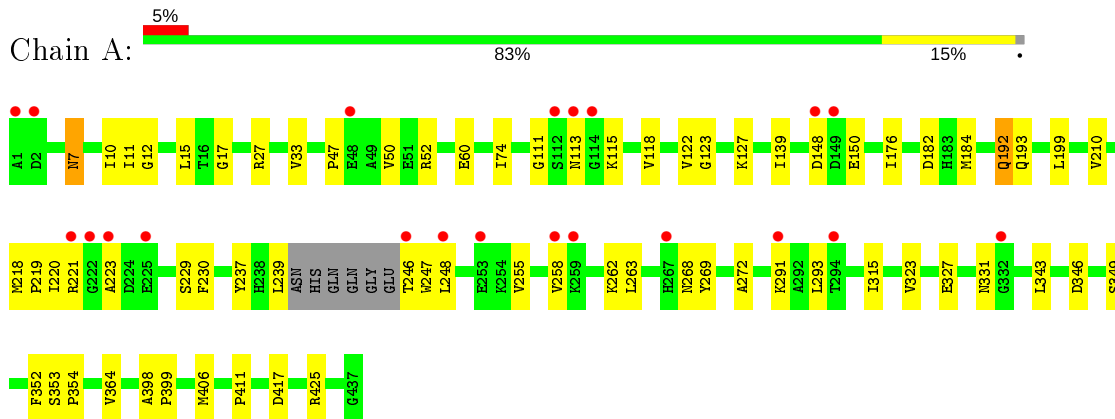 5%
Chain A:
83% 15% •
A1 D2 N7 I10 I11 G12 L15 T16 G17 R27 V33 P47 E48 A49 V50 E51 R52 E60 I74 G111 S112 N113 G114 K115 V118 V122 G123 K127 I139 D148 D149 E150 I176 D182 H183 M184 Q192 Q193 L199 V210
M218 P219 I220 R221 G222 A223 D224 E225 S229 F230 Y237 H238 L239 ASN HIS GLN GLN GLY GLU T246 W247 L248 E253 K254 V255 V258 K259 K262 L263 H267 N268 Y269 A272 K291 A292 L293 T294 I315 V323 E327 N331 G332 L343 D346 S349
F352 S353 P354 V364 A398 P399 M406 P411 D417 R425 G437